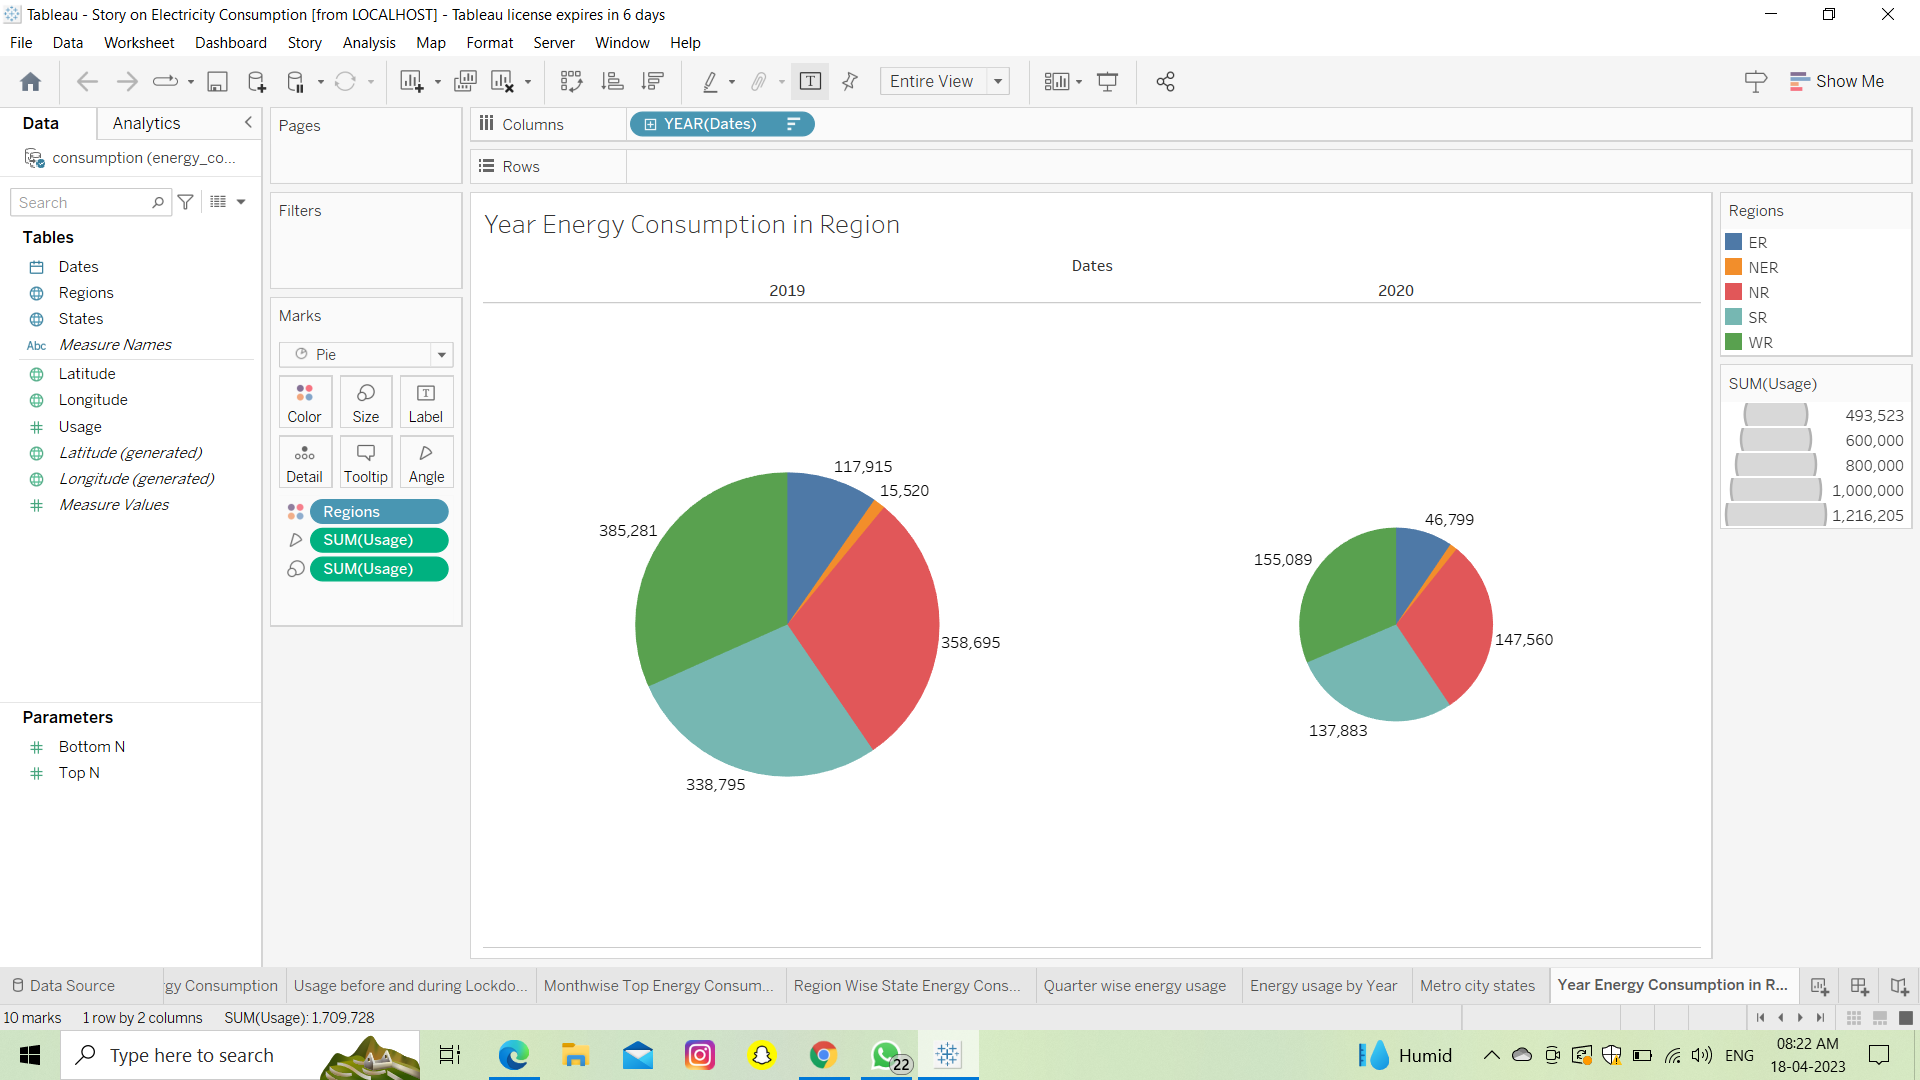 Tableau - Story on Electricity Consumption [from LOCALHOST] - Tableau license expires in 6 days
File Data Worksheet Dashboard Story Analysis Map Format Server Window Help
Entire View
Show Me
Data Analytics
consumption (energy_co...
Search
Tables
Dates
Regions
States
Abc Measure Names
Latitude
Longitude
Usage
Latitude (generated)
Longitude (generated)
Measure Values
Parameters
Bottom N
Top N
Pages
Filters
Marks
Pie
Color Size Label
Detail Tooltip Angle
Regions
SUM(Usage)
SUM(Usage)
Columns YEAR(Dates)
Rows
Year Energy Consumption in Region
Dates
2019 2020
117,915
15,520
385,281
358,695
338,795
46,799
155,089
147,560
137,883
Regions
ER
NER
NR
SR
WR
SUM(Usage)
493,523
600,000
800,000
1,000,000
1,216,205
Data Source gy Consumption Usage before and during Lockdo... Monthwise Top Energy Consum... Region Wise State Energy Cons... Quarter wise energy usage Energy usage by Year Metro city states Year Energy Consumption in R...
10 marks 1 row by 2 columns SUM(Usage): 1,709,728
Type here to search
22
Humid
ENG
08:22 AM
18-04-2023